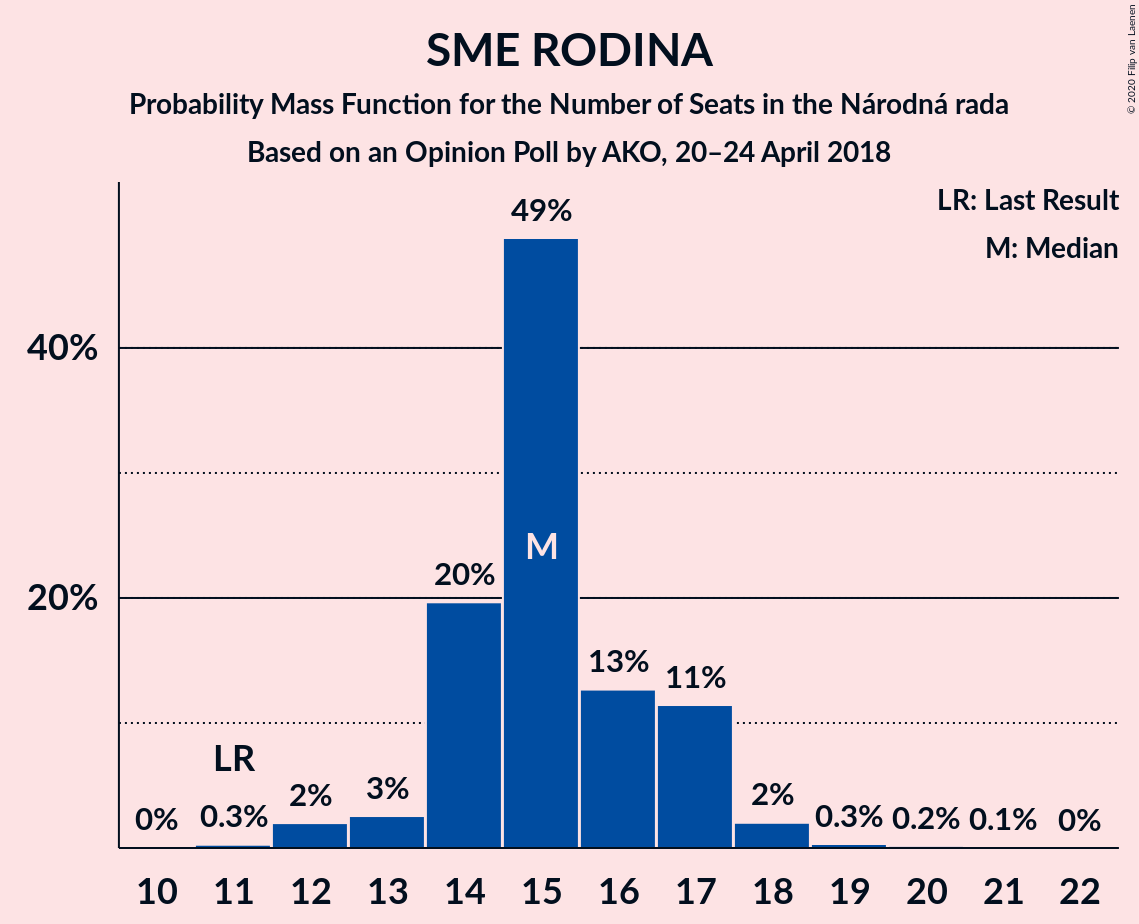 SME RODINA
Probability Mass Function for the Number of Seats in the Národná rada
Based on an Opinion Poll by AKO, 20–24 April 2018
© 2020 Filip van Laenen
LR: Last Result
M: Median
49%
40%
M
20%
20%
13%
11%
LR
0%
0.3%
2%
3%
2%
0.3%
0.2%
0.1%
0%
10 11 12 13 14 15 16 17 18 19 20 21 22